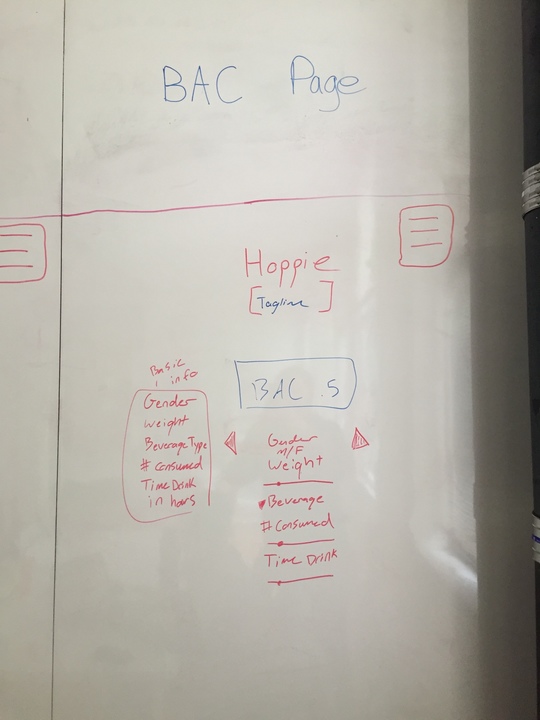 BAC Page
Hoppie
[Tagline]
Basic
info
Gender
Weight
Beverage Type
# Consumed
Time Drink
in hours
BAC .5
Gender
M/F
Weight
Beverage
# Consumed
Time Drink